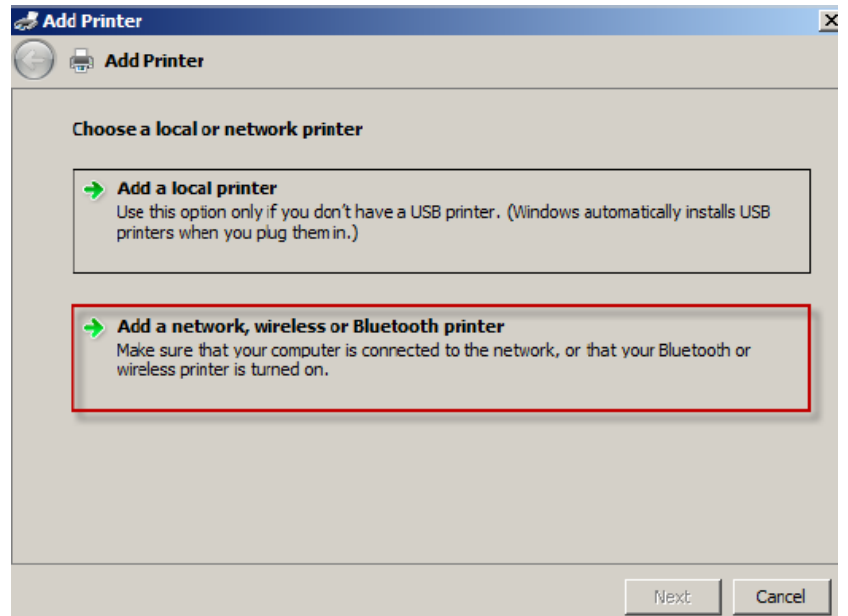 Add Printer
Add Printer
Choose a local or network printer
Add a local printer
Use this option only if you don't have a USB printer. (Windows automatically installs USB
printers when you plug them in.)
Add a network, wireless or Bluetooth printer
Make sure that your computer is connected to the network, or that your Bluetooth or
wireless printer is turned on.
Next
Cancel